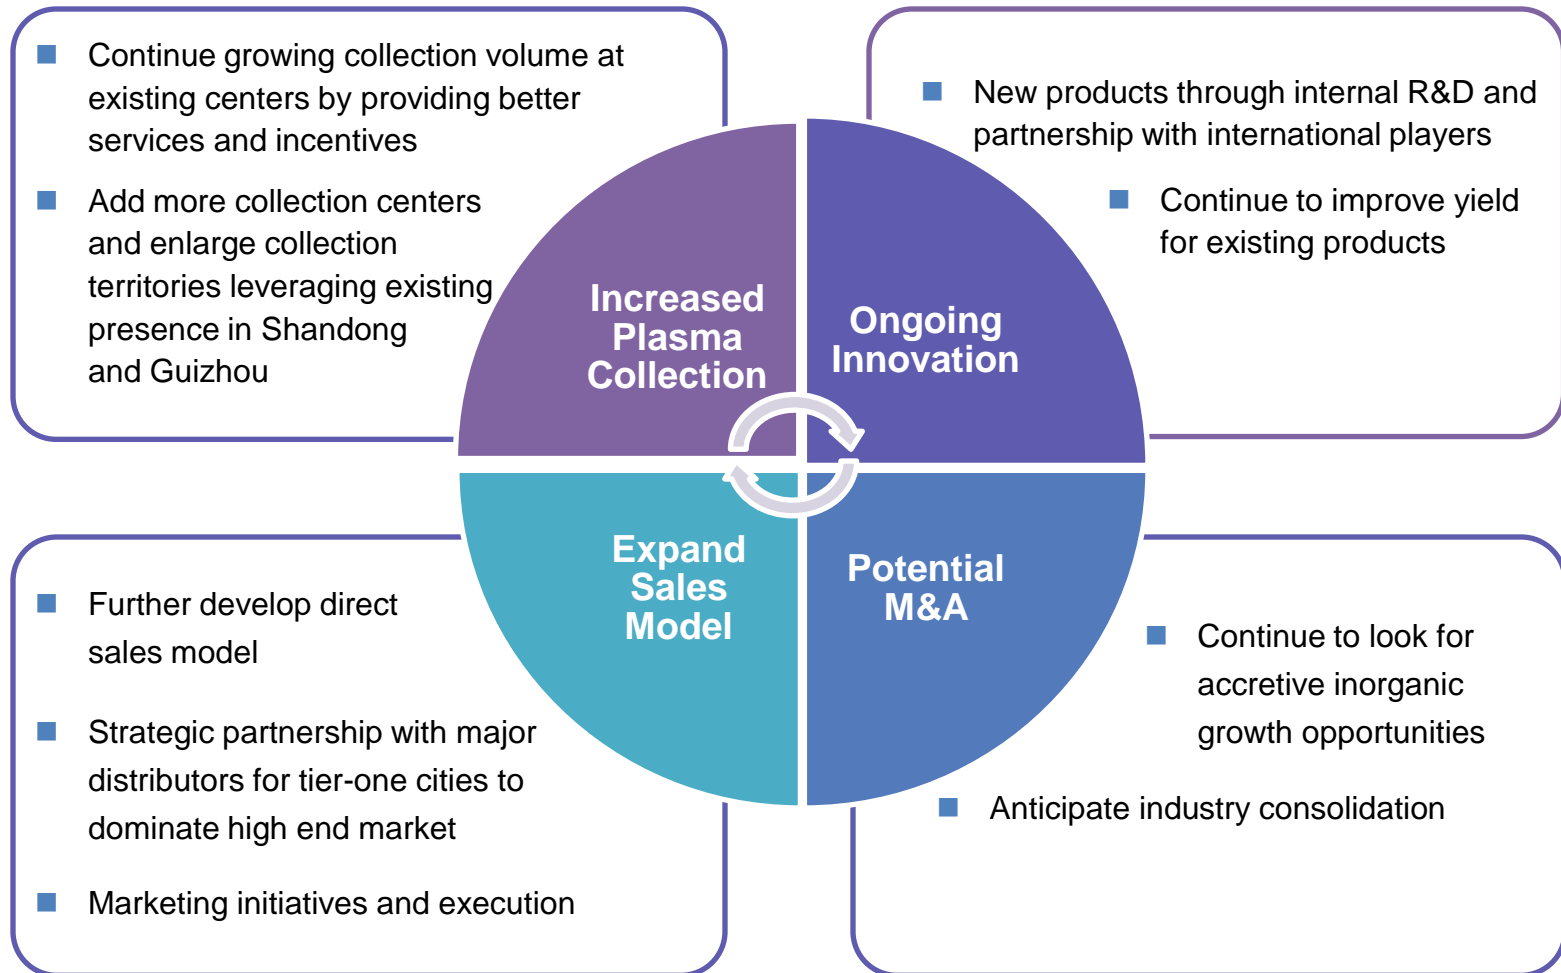 Continue growing collection volume at
existing centers by providing better
services and incentives
Add more collection centers
and enlarge collection
territories leveraging existing
presence in Shandong
and Guizhou
New products through internal R&D and
partnership with international players
Continue to improve yield
for existing products
Increased
Plasma
Collection
Ongoing
Innovation
Expand
Sales
Model
Potential
M&A
Further develop direct
sales model
Strategic partnership with major
distributors for tier-one cities to
dominate high end market
Marketing initiatives and execution
Continue to look for
accretive inorganic
growth opportunities
Anticipate industry consolidation